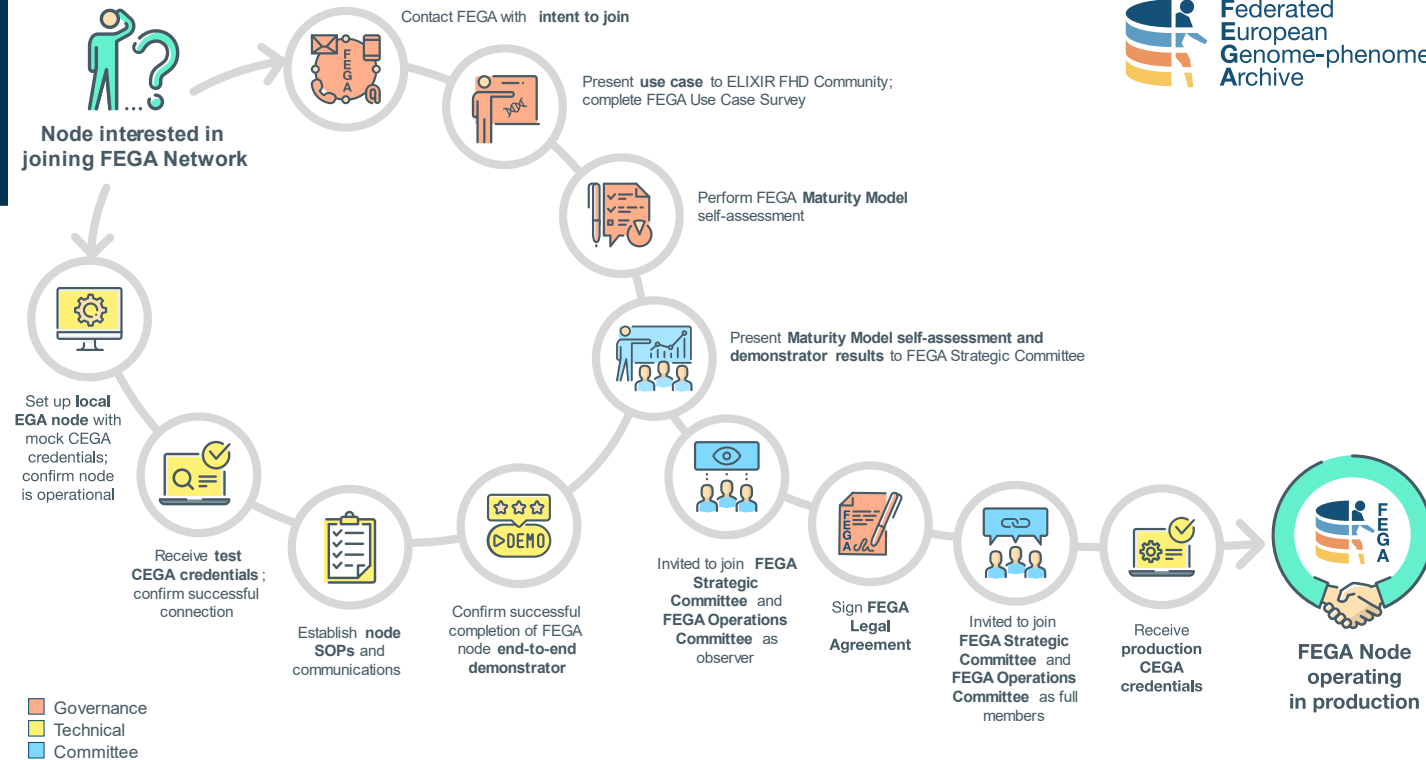 Contact FEGA with intent to join
Federated
European
Genome-phenome
Archive
Node interested in
joining FEGA Network
FEGA
Present use case to ELIXIR FHD Community;
complete FEGA Use Case Survey
Perform FEGA Maturity Model
self-assessment
Present Maturity Model self-assessment and
demonstrator results to FEGA Strategic Committee
Set up local
EGA node with
mock CEGA
credentials;
confirm node
is operational
Receive test
CEGA credentials ;
confirm successful
connection
Establish node
SOPs and
communications
DEMO
Confirm successful
completion of FEGA
node end-to-end
demonstrator
Invited to join FEGA
Strategic
Committee and
FEGA Operations
Committee as
observer
FEGA
Sign FEGA
Legal
Agreement
Invited to join
FEGA Strategic
Committee and
FEGA Operations
Committee as full
members
Receive
production
CEGA
credentials
FEGA
FEGA Node
operating
in production
Governance
Technical
Committee